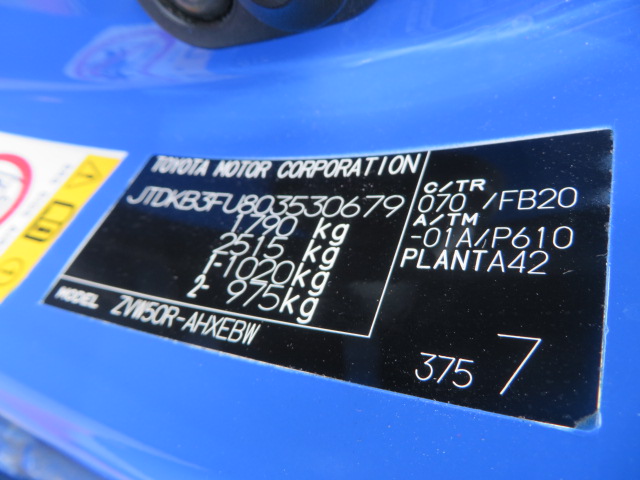 TOYOTA MOTOR CORPORATION
JTDKB3FU803530679
1790 kg
2515 kg
1-1020kg
2- 975kg
MODEL ZVW50R-AHXEBW
C/TR
070 /FB20
A/TM
-01A/P610
PLANTA42
375 7